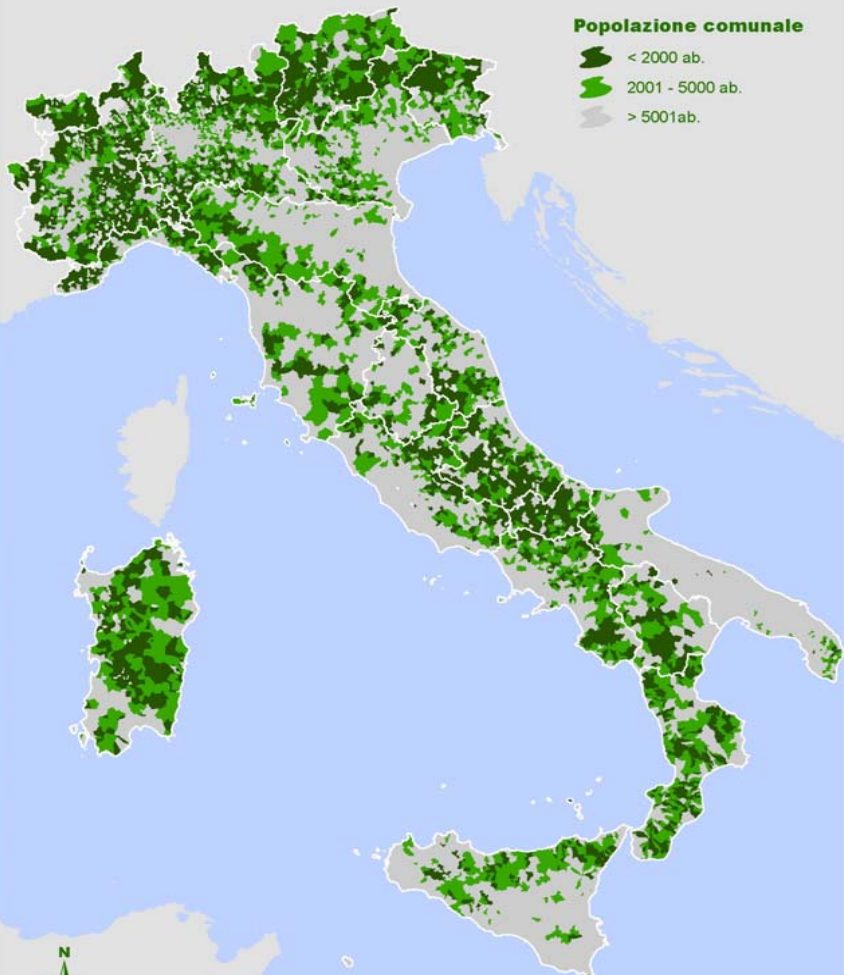 Popolazione comunale
< 2000 ab.
2001 - 5000 ab.
> 5001ab.
N